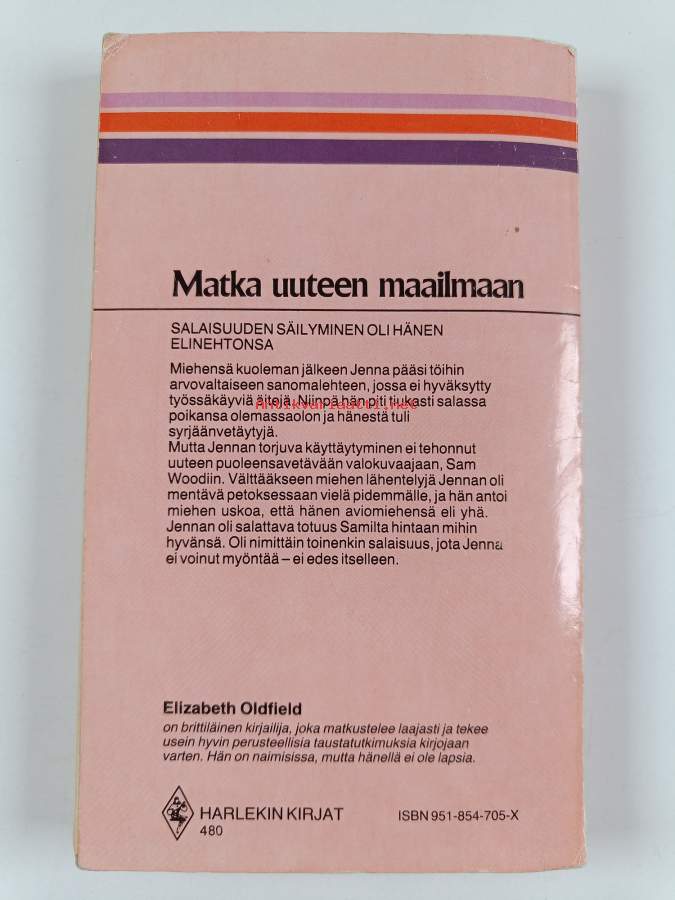 Matka uuteen maailmaan
SALAISUUDEN SÄILYMINEN OLI HÄNEN
ELINEHTONSA
Miehensä kuoleman jälkeen Jenna pääsi töihin
arvovaltaiseen sanomalehteen, jossa ei hyväksytty
työssäkäyviä äitejä. Niinpä hän piti tiukasti salassa
Antikvariaatti.net
poikansa olemassaolon ja hänestä tuli
syrjäänvetäytyjä.
Mutta Jennan torjuva käyttäytyminen ei tehonnut
uuteen puoleensavetävään valokuvaajaan, Sam
Woodiin. Välttääkseen miehen lähentelyjä Jennan oli
mentävä petoksessaan vielä pidemmälle, ja hän antoi
miehen uskoa, että hänen aviomiehensä eli yhä.
Jennan oli salattava totuus Samilta hintaan mihin
hyvänsä. Oli nimittäin toinenkin salaisuus, jota Jenna
ei voinut myöntää – ei edes itselleen.
Elizabeth Oldfield
on brittiläinen kirjailija, joka matkustelee laajasti ja tekee
usein hyvin perusteellisia taustatutkimuksia kirjojaan
varten. Hän on naimisissa, mutta hänellä ei ole lapsia.
HARLEKIN KIRJAT
480
ISBN 951-854-705-X